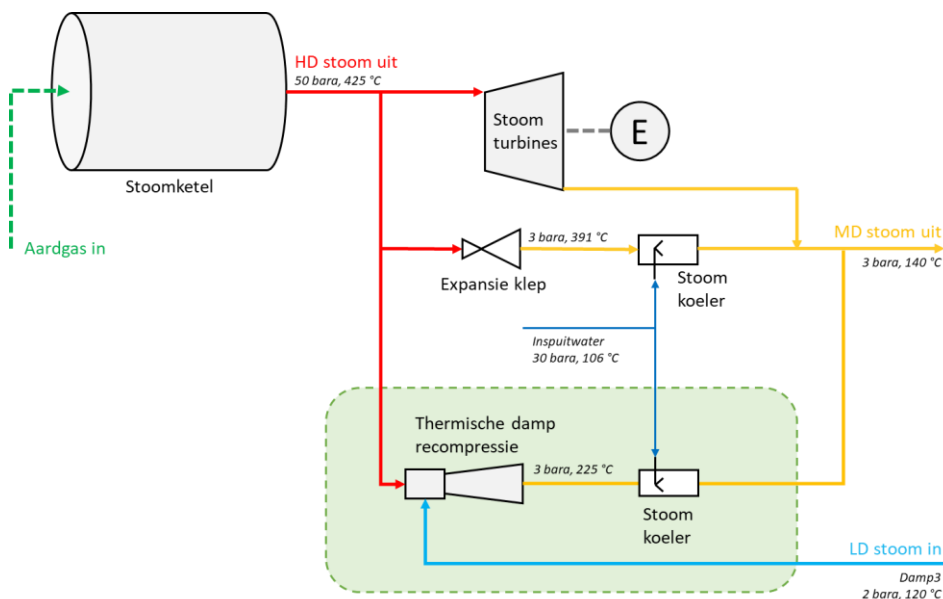 HD stoom uit
50 bara, 425 °C
Stoom
turbines
E
Stoomketel
Aardgas in
3 bara, 391 °C
MD stoom uit
3 bara, 140 °C
Expansie klep
Stoom
koeler
Inspuitwater
30 bara, 106 °C
Thermische damp
recompressie
3 bara, 225 °C
Stoom
koeler
LD stoom in
Damp3
2 bara, 120 °C